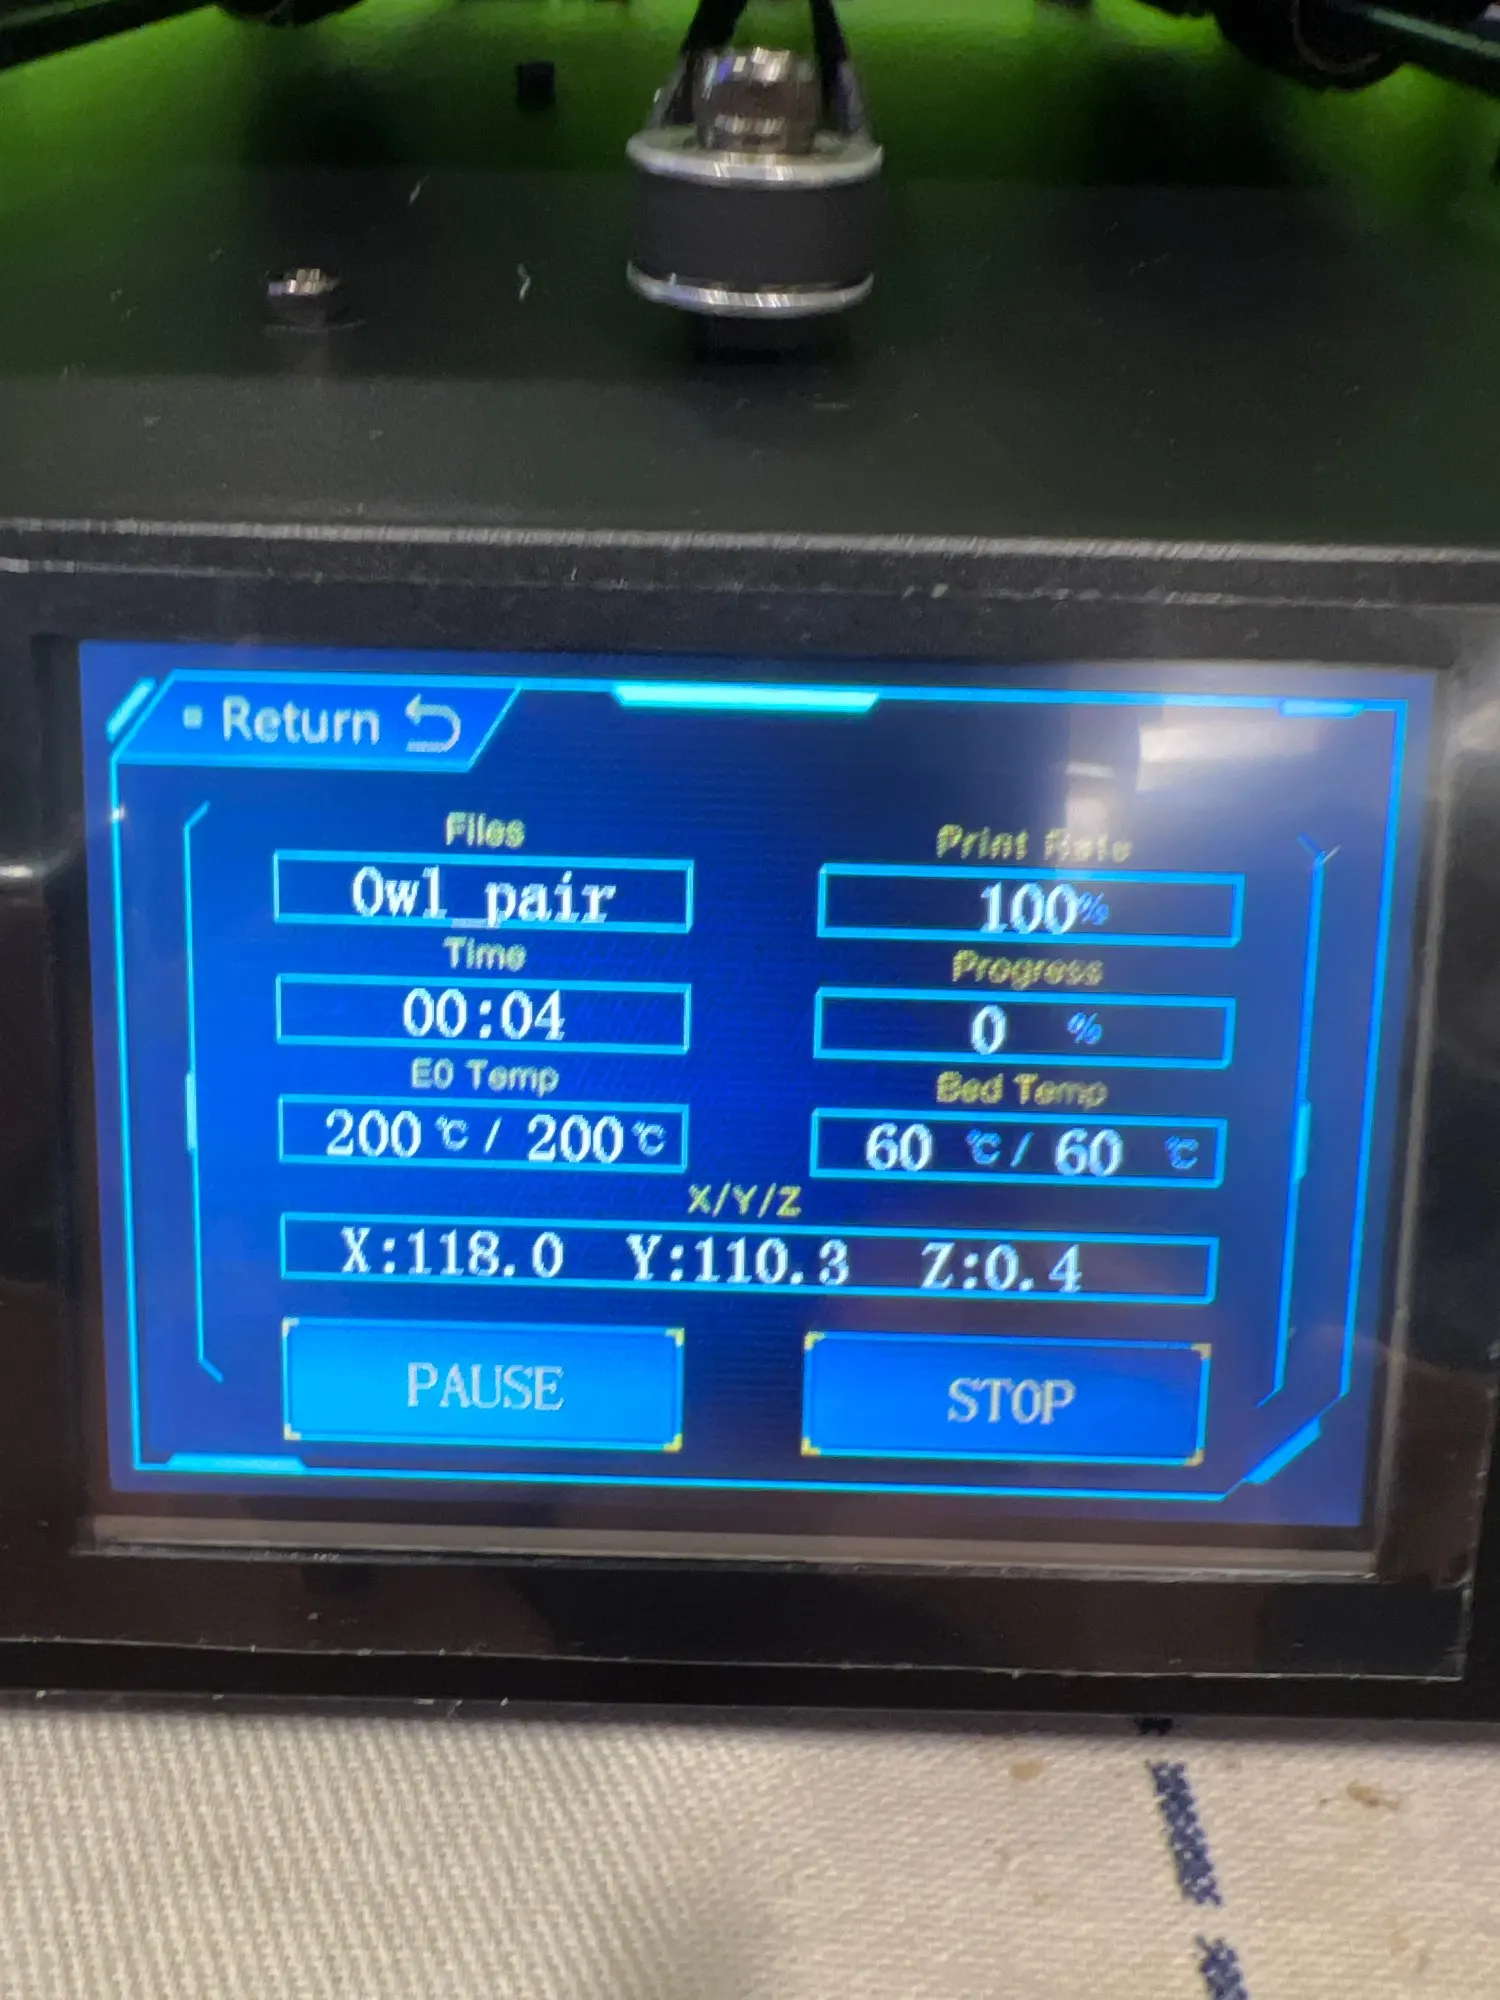 Return
Files Print Rate
Owl_pair 100%
Time Progress
00:04 0 %
E0 Temp Bed Temp
200 ℃ / 200 ℃ 60 ℃ / 60 ℃
X/Y/Z
X:118.0 Y:110.3 Z:0.4
PAUSE STOP